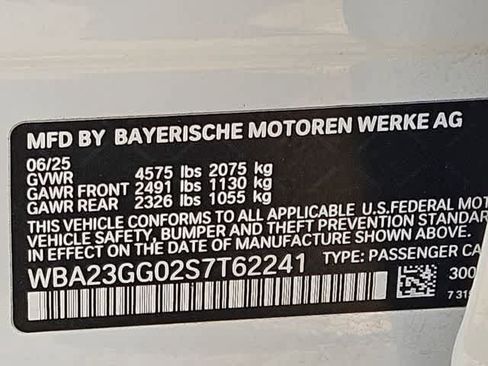 MFD BY BAYERISCHE MOTOREN WERKE AG
06/25
GVWR 4575 lbs 2075 kg
GAWR FRONT 2491 lbs 1130 kg
GAWR REAR 2326 lbs 1055 kg
THIS VEHICLE CONFORMS TO ALL APPLICABLE U.S.FEDERAL MOT
VEHICLE SAFETY, BUMPER AND THEFT PREVENTION STANDAR
IN EFFECT ON THE DATE OF MANUFACTURE SHOWN ABOVE.
WBA23GG02S7T62241 TYPE: PASSENGER CA
300
7 31